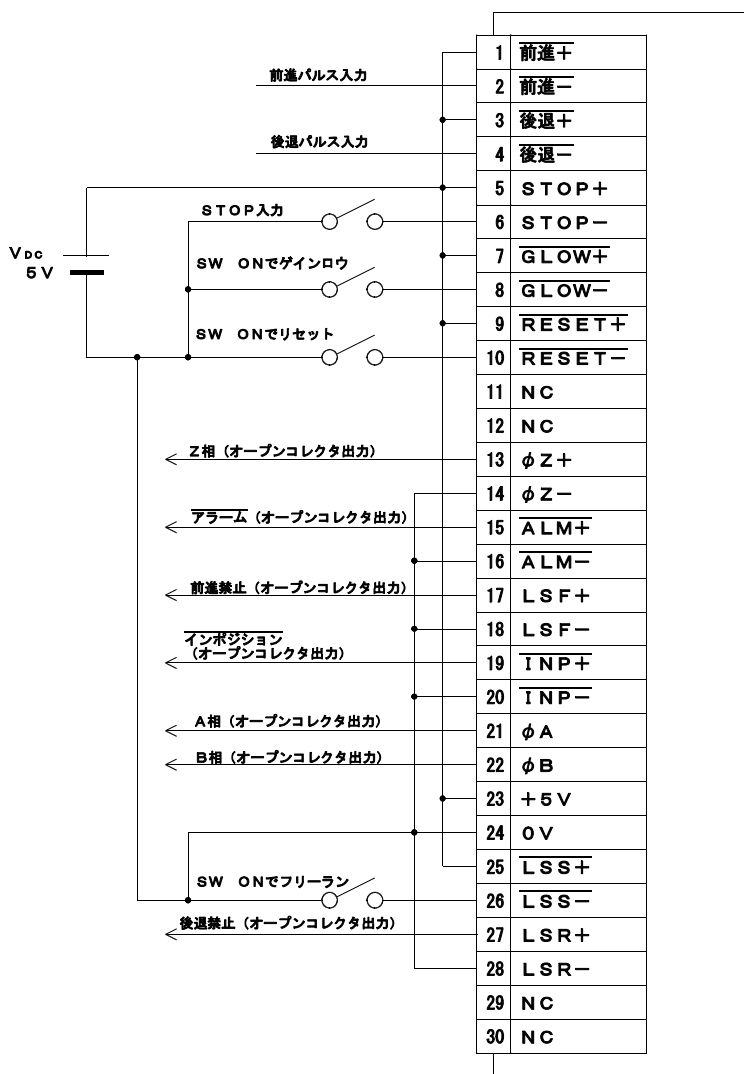 1 前進+
前進パルス入力
2 前進−
3 後退+
後退パルス入力
4 後退−
5 STOP+
STOP入力
6 STOP−
VDC
5V
7 GLOW+
SW ONでゲインロウ
8 GLOW−
9 RESET+
SW ONでリセット
10 RESET−
11 NC
12 NC
Z相(オープンコレクタ出力)
13 φZ+
14 φZ−
アラーム(オープンコレクタ出力)
15 ALM+
16 ALM−
前進禁止(オープンコレクタ出力)
17 LSF+
18 LSF−
インポジション
(オープンコレクタ出力)
19 INP+
20 INP−
A相(オープンコレクタ出力)
21 φA
B相(オープンコレクタ出力)
22 φB
23 +5V
24 0V
25 LSS+
SW ONでフリーラン
26 LSS−
後退禁止(オープンコレクタ出力)
27 LSR+
28 LSR−
29 NC
30 NC